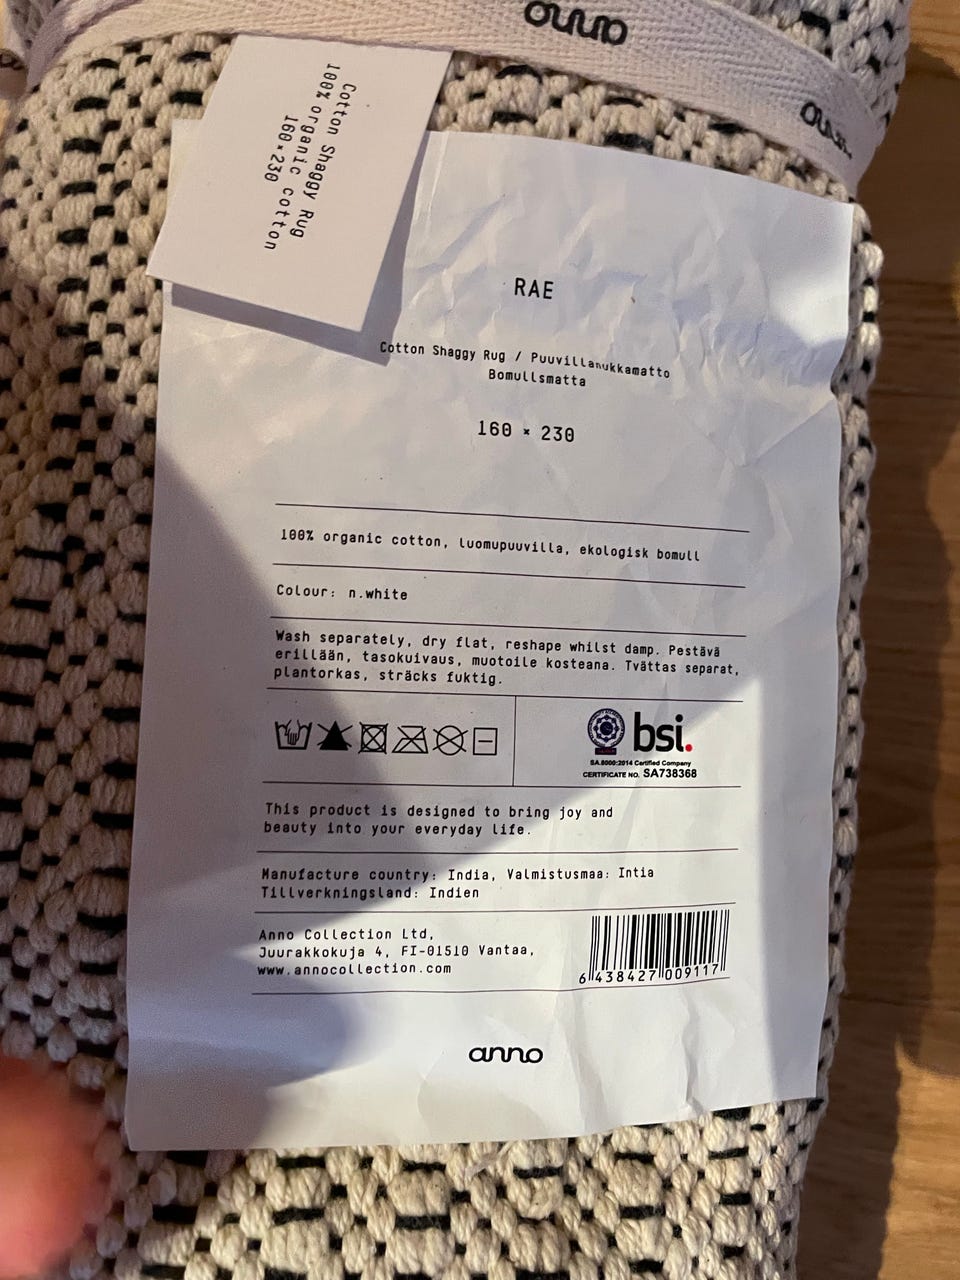 anno
anno
Cotton Shaggy Rug
100% organic cotton
160×230
RAE
Cotton Shaggy Rug / Puuvillanukkamatto
Bomullsmatta
160 × 230
100% organic cotton, luomupuuvilla, ekologisk bomull
Colour: n.white
Wash separately, dry flat, reshape whilst damp. Pestävä
erillään, tasokuivaus, muotoile kosteana. Tvättas separat,
plantorkas, sträcks fuktig.
bsi.
SA.8000:2014 Certified Company
CERTIFICATE NO. SA738368
This product is designed to bring joy and
beauty into your everyday life.
Manufacture country: India, Valmistusmaa: Intia
Tillverkningsland: Indien
Anno Collection Ltd,
Juurakkokuja 4, FI-01510 Vantaa,
www.annocollection.com
6 438427 009117
anno